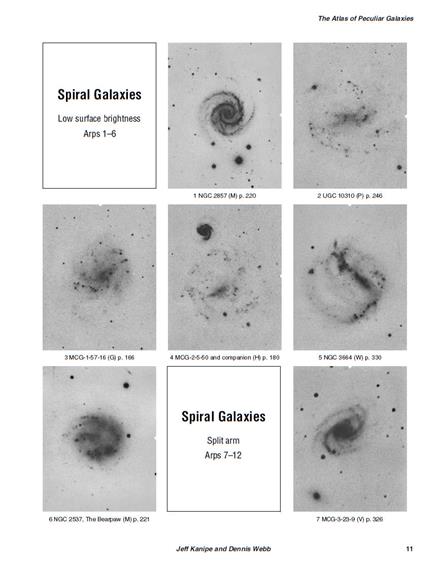 The Atlas of Peculiar Galaxies
Spiral Galaxies
Low surface brightness
Arps 1–6
1 NGC 2857 (M) p. 220
2 UGC 10310 (P) p. 246
3 MCG-1-57-16 (G) p. 166
4 MCG-2-5-50 and companion (H) p. 180
5 NGC 3664 (W) p. 330
6 NGC 2537, The Bearpaw (M) p. 221
Spiral Galaxies
Split arm
Arps 7–12
7 MCG-3-23-9 (V) p. 326
Jeff Kanipe and Dennis Webb
11